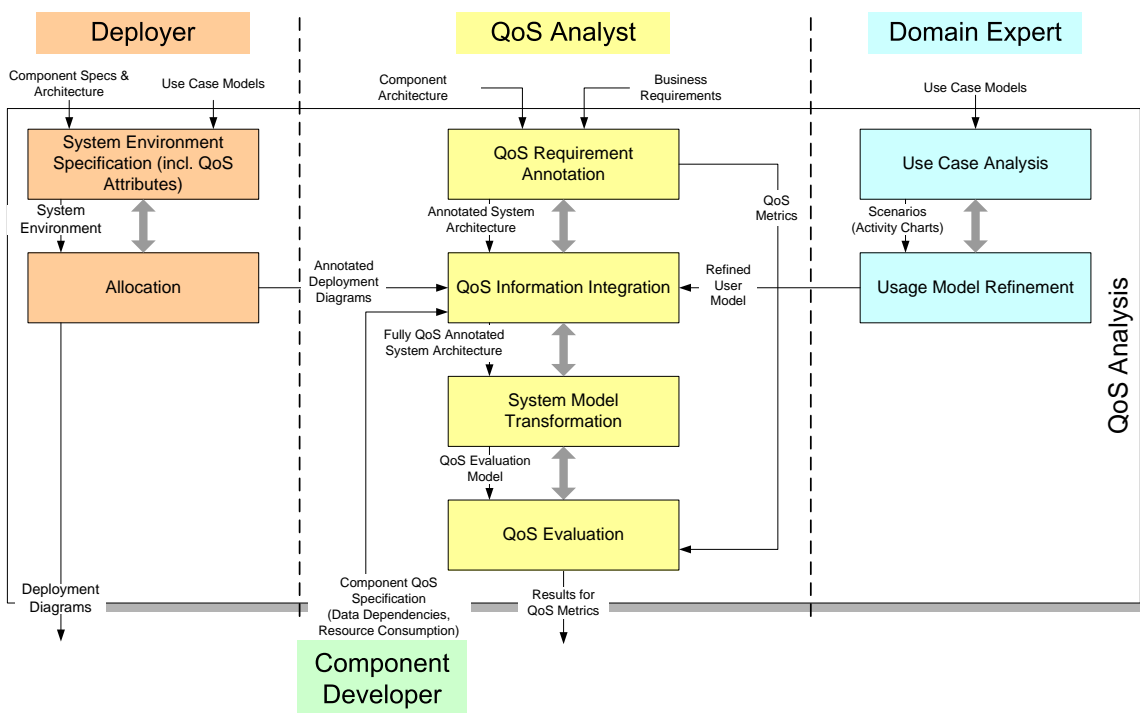 Deployer
QoS Analyst
Domain Expert
Component Specs &
Architecture
Use Case Models
Component
Architecture
Business
Requirements
Use Case Models
System Environment
Specification (incl. QoS
Attributes)
QoS Requirement
Annotation
Use Case Analysis
System
Environment
Annotated System
Architecture
QoS
Metrics
Scenarios
(Activity Charts)
Allocation
Annotated
Deployment
Diagrams
QoS Information Integration
Refined
User
Model
Usage Model Refinement
QoS Analysis
Fully QoS Annotated
System Architecture
System Model
Transformation
QoS Evaluation
Model
QoS Evaluation
Deployment
Diagrams
Component QoS
Specification
(Data Dependencies,
Resource Consumption)
Results for
QoS Metrics
Component
Developer